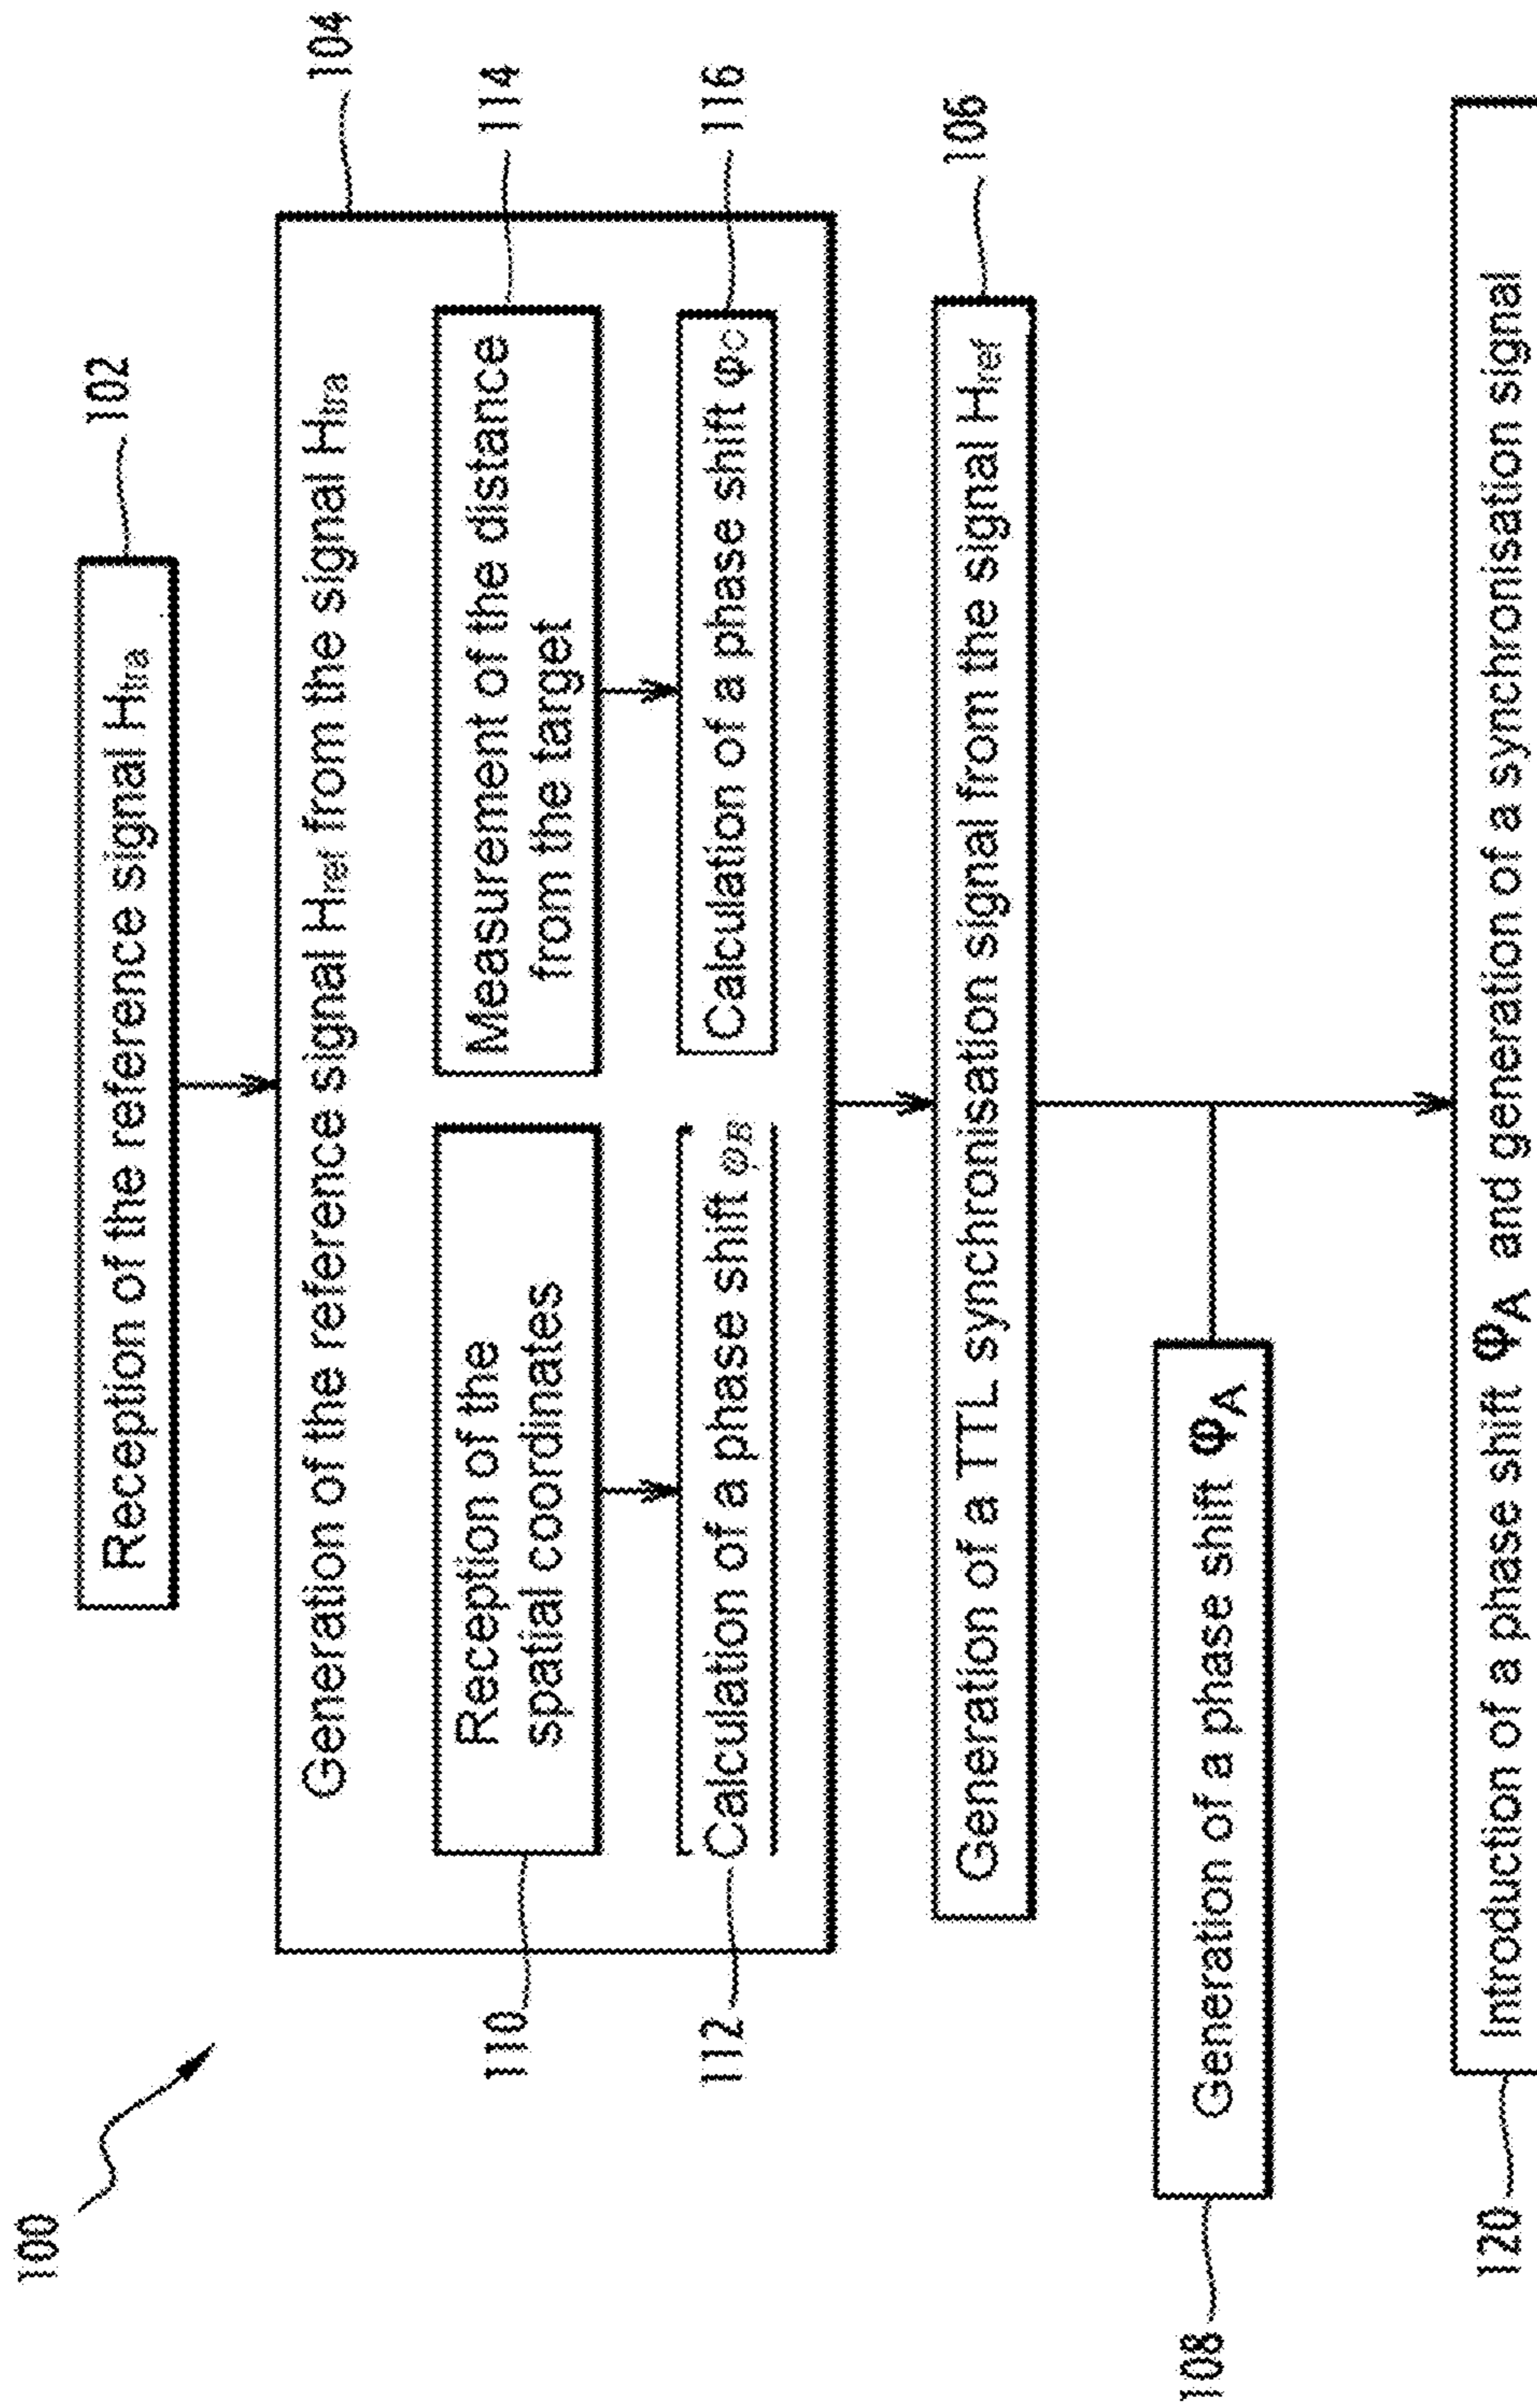 100
102
Reception of the reference signal Htra
104
Generation of the reference signal Href from the signal Htra
110
Reception of the
spatial coordinates
114
Measurement of the distance
from the target
112
Calculation of a phase shift φB
116
Calculation of a phase shift φC
106
Generation of a TTL synchronisation signal from the signal Href
108
Generation of a phase shift φA
120
Introduction of a phase shift φA and generation of a synchronisation signal